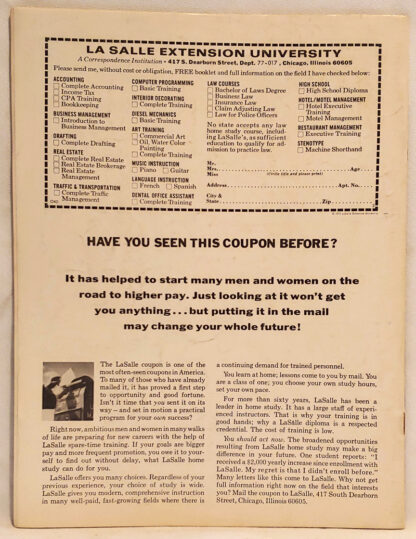 LA SALLE EXTENSION UNIVERSITY
A Correspondence Institution • 417 S. Dearborn Street, Dept. 77-017, Chicago, Illinois 60605
Please send me, without cost or obligation, FREE booklet and full information on the field I have checked below:
ACCOUNTING
Complete Accounting
Income Tax
CPA Training
Bookkeeping
BUSINESS MANAGEMENT
Introduction to
Business Management
DRAFTING
Complete Drafting
REAL ESTATE
Complete Real Estate
Real Estate Brokerage
Real Estate
Management
TRAFFIC & TRANSPORTATION
Complete Traffic
Management
COMPUTER PROGRAMMING
Basic Training
INTERIOR DECORATING
Complete Training
DIESEL MECHANICS
Basic Training
ART TRAINING
Commercial Art
Oil, Water Color
Painting
Complete Training
MUSIC INSTRUCTION
Piano Guitar
LANGUAGE INSTRUCTION
French Spanish
DENTAL OFFICE ASSISTANT
Complete Training
LAW COURSES
Bachelor of Laws Degree
Business Law
Insurance Law
Claim Adjusting Law
Law for Police Officers
No state accepts any law
home study course, includ-
ing LaSalle's, as sufficient
education to qualify for ad-
mission to practice law.
HIGH SCHOOL
High School Diploma
HOTEL/MOTEL MANAGEMENT
Hotel Executive
Training
Motel Management
RESTAURANT MANAGEMENT
Executive Training
STENOTYPE
Machine Shorthand
Mr.
Mrs. Age
Miss (Circle title and please print)
Address Apt. No.
City &
State Zip
HAVE YOU SEEN THIS COUPON BEFORE?
It has helped to start many men and women on the
road to higher pay. Just looking at it won't get
you anything...but putting it in the mail
may change your whole future!
The LaSalle coupon is one of the
most often-seen coupons in America.
To many of those who have already
mailed it, it has proved a first step
to opportunity and good fortune.
Isn't it time that you sent it on its
way – and set in motion a practical
program for your own success?
Right now, ambitious men and women in many walks
of life are preparing for new careers with the help of
LaSalle spare-time training. If your goals are bigger
pay and more frequent promotion, you owe it to your-
self to find out without delay, what LaSalle home
study can do for you.
LaSalle offers you many choices. Regardless of your
previous experience, your choice of study is wide.
LaSalle gives you modern, comprehensive instruction
in many well-paid, fast-growing fields where there is
a continuing demand for trained personnel.
You learn at home; lessons come to you by mail. You
are a class of one; you choose your own study hours,
set your own pace.
For more than sixty years, LaSalle has been a
leader in home study. It has a large staff of experi-
enced instructors. That is why your training is in
good hands; why a LaSalle diploma is a respected
credential. The cost of training is low.
You should act now. The broadened opportunities
resulting from LaSalle home study may make a big
difference in your future. One student reports: "I
received a $2,000 yearly increase since enrollment with
LaSalle. My regret is that I didn't enroll before."
Many letters like this come to LaSalle. Why not get
full information right now on the field that interests
you? Mail the coupon to LaSalle, 417 South Dearborn
Street, Chicago, Illinois 60605.